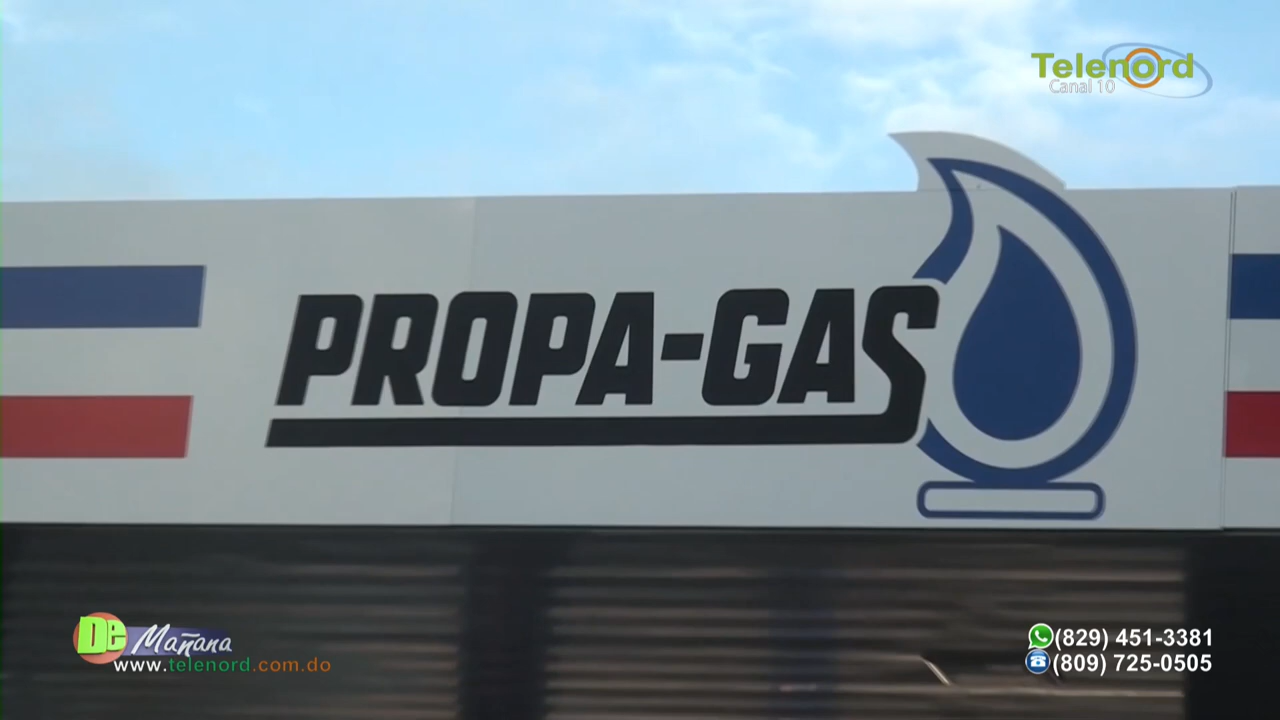 Telenord
Canal 10
PROPA-GAS
De Mañana
www.telenord.com.do
(829) 451-3381
(809) 725-0505